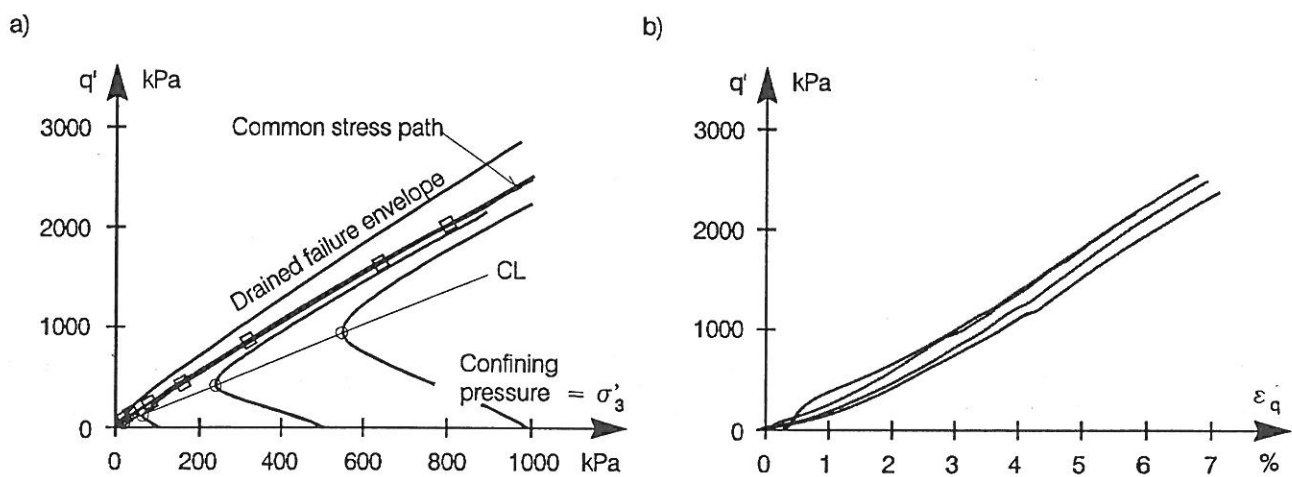 a)
q' kPa
3000
2000
1000
0
Common stress path
Drained failure envelope
CL
Confining
pressure = σ'₃
0 200 400 600 800 1000 kPa
b)
q' kPa
3000
2000
1000
0
ε_q
0 1 2 3 4 5 6 7 %